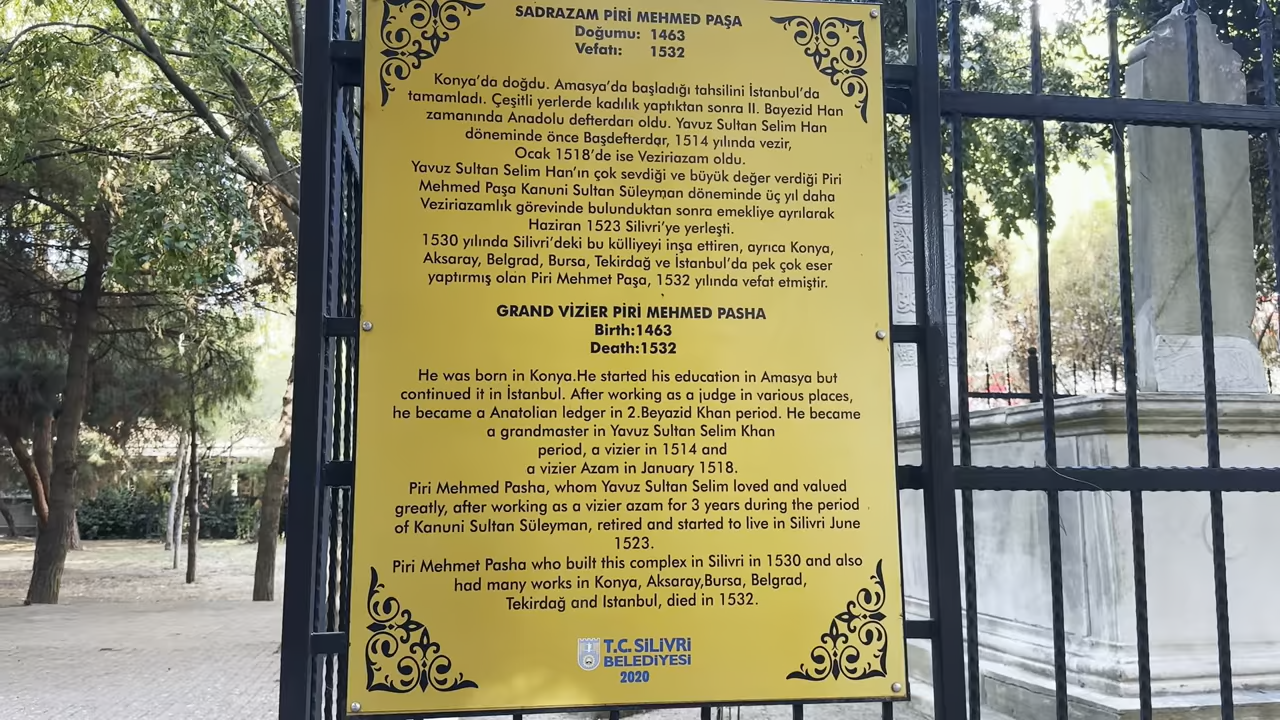 SADRAZAM PİRİ MEHMED PAŞA
Doğumu: 1463
Vefatı: 1532
Konya'da doğdu. Amasya'da başladığı tahsilini İstanbul'da
tamamladı. Çeşitli yerlerde kadılık yaptıktan sonra II. Bayezid Han
zamanında Anadolu defterdarı oldu. Yavuz Sultan Selim Han
döneminde önce Başdefterdar, 1514 yılında vezir,
Ocak 1518'de ise Veziriazam oldu.
Yavuz Sultan Selim Han'ın çok sevdiği ve büyük değer verdiği Piri
Mehmed Paşa Kanuni Sultan Süleyman döneminde üç yıl daha
Veziriazamlık görevinde bulunduktan sonra emekliye ayrılarak
Haziran 1523 Silivri'ye yerleşti.
1530 yılında Silivri'deki bu külliyeyi inşa ettiren, ayrıca Konya,
Aksaray, Belgrad, Bursa, Tekirdağ ve İstanbul'da pek çok eser
yaptırmış olan Piri Mehmet Paşa, 1532 yılında vefat etmiştir.
GRAND VİZİER PİRİ MEHMED PASHA
Birth:1463
Death:1532
He was born in Konya.He started his education in Amasya but
continued it in İstanbul. After working as a judge in various places,
he became a Anatolian ledger in 2.Beyazid Khan period. He became
a grandmaster in Yavuz Sultan Selim Khan
period, a vizier in 1514 and
a vizier Azam in January 1518.
Piri Mehmed Pasha, whom Yavuz Sultan Selim loved and valued
greatly, after working as a vizier azam for 3 years during the period
of Kanuni Sultan Süleyman, retired and started to live in Silivri June
1523.
Piri Mehmet Pasha who built this complex in Silivri in 1530 and also
had many works in Konya, Aksaray,Bursa, Belgrad,
Tekirdağ and Istanbul, died in 1532.
T.C. SİLİVRİ
BELEDİYESİ
2020